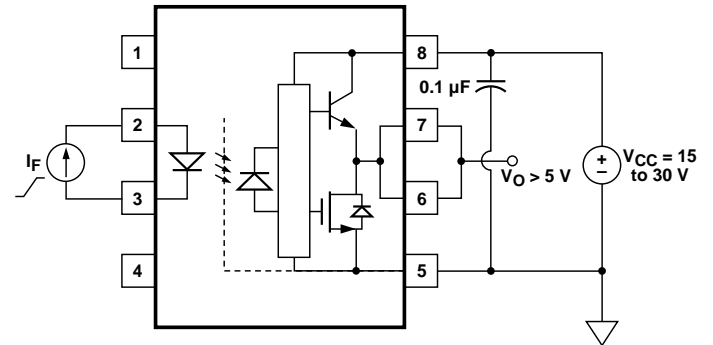 1
2
3
4
I_F
8
7
6
5
0.1 µF
V_O > 5 V
+
–
V_CC = 15
to 30 V